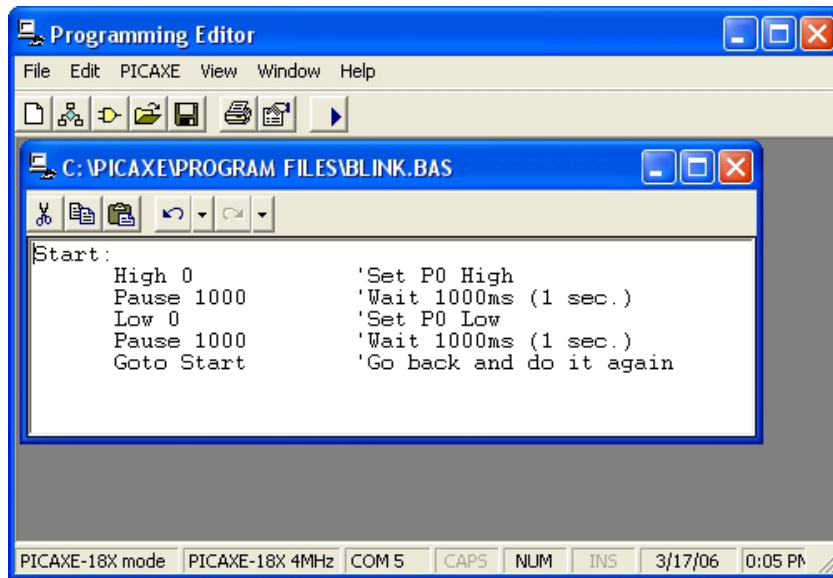 Programming Editor
File Edit PICAXE View Window Help
C:\PICAXE\PROGRAM FILES\BLINK.BAS
Start:
High 0 'Set P0 High
Pause 1000 'Wait 1000ms (1 sec.)
Low 0 'Set P0 Low
Pause 1000 'Wait 1000ms (1 sec.)
Goto Start 'Go back and do it again
PICAXE-18X mode PICAXE-18X 4MHz COM 5 CAPS NUM INS 3/17/06 0:05 PM